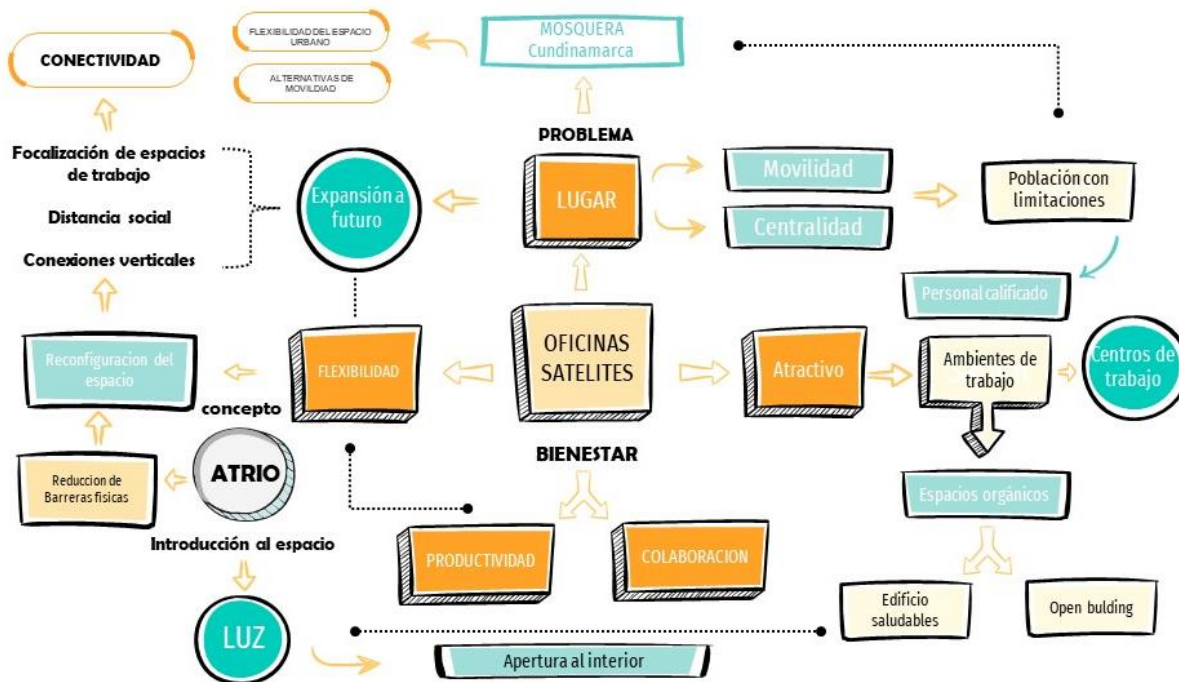 FLEXIBILIDAD DEL ESPACIO
URBANO
MOSQUERA
Cundinamarca
CONECTIVIDAD
ALTERNATIVAS DE
MOVILDIAD
PROBLEMA
Focalización de espacios
de trabajo
Distancia social
Conexiones verticales
Expansión a
futuro
LUGAR
Movilidad
Centralidad
Población con
limitaciones
Personal calificado
Reconfiguracion del
espacio
FLEXIBILIDAD
OFICINAS
SATELITES
Atractivo
Ambientes de
trabajo
Centros de
trabajo
concepto
ATRIO
Reduccion de
Barreras fisicas
BIENESTAR
Espacios orgánicos
Introducción al espacio
PRODUCTIVIDAD
COLABORACION
LUZ
Edificio
saludables
Open bulding
Apertura al interior